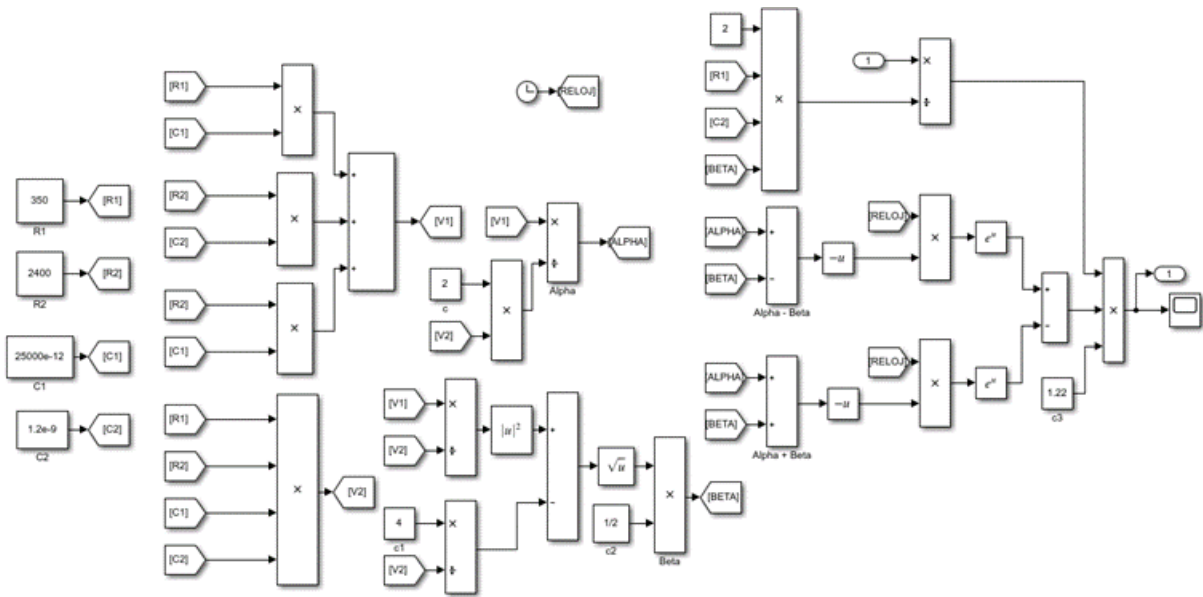 350
R1
[R1]
2400
R2
[R2]
25000e-12
C1
[C1]
1.2e-9
C2
[C2]
[R1]
[C1]
×
[R2]
[C2]
×
[R2]
[C1]
×
+
+
+
[V1]
[R1]
[R2]
[C1]
[C2]
×
[V2]
[RELOJ]
[V1]
2
c
[V2]
×
×
÷
Alpha
[ALPHA]
[V1]
[V2]
×
÷
|u|²
4
c1
[V2]
×
÷
+
−
√u
1/2
c2
×
Beta
[BETA]
2
[R1]
[C2]
[BETA]
×
1
×
÷
[ALPHA]
[BETA]
+
−
Alpha - Beta
−u
[RELOJ]
×
eᵘ
[ALPHA]
[BETA]
+
+
Alpha + Beta
−u
[RELOJ]
×
eᵘ
+
−
1.22
c3
×
1